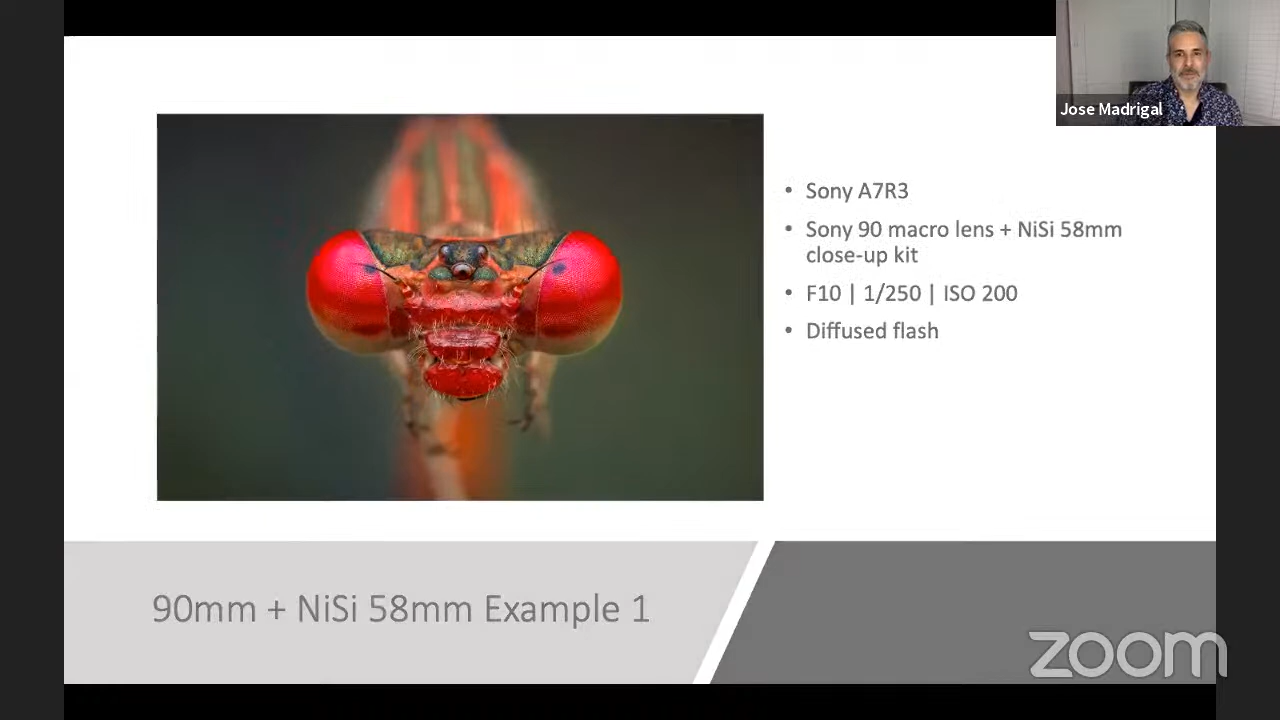 Jose Madrigal
• Sony A7R3
• Sony 90 macro lens + NiSi 58mm
close-up kit
• F10 | 1/250 | ISO 200
• Diffused flash
90mm + NiSi 58mm Example 1
zoom